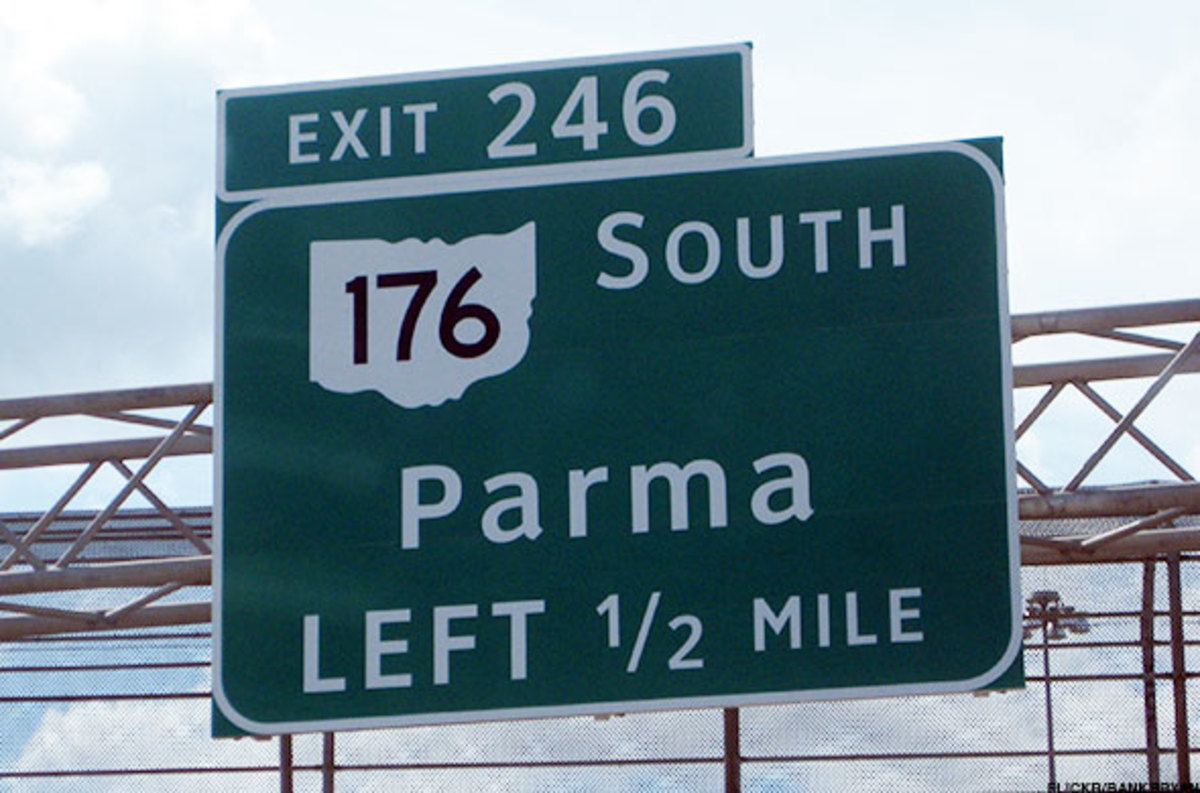 EXIT 246
176 SOUTH
Parma
LEFT 1/2 MILE